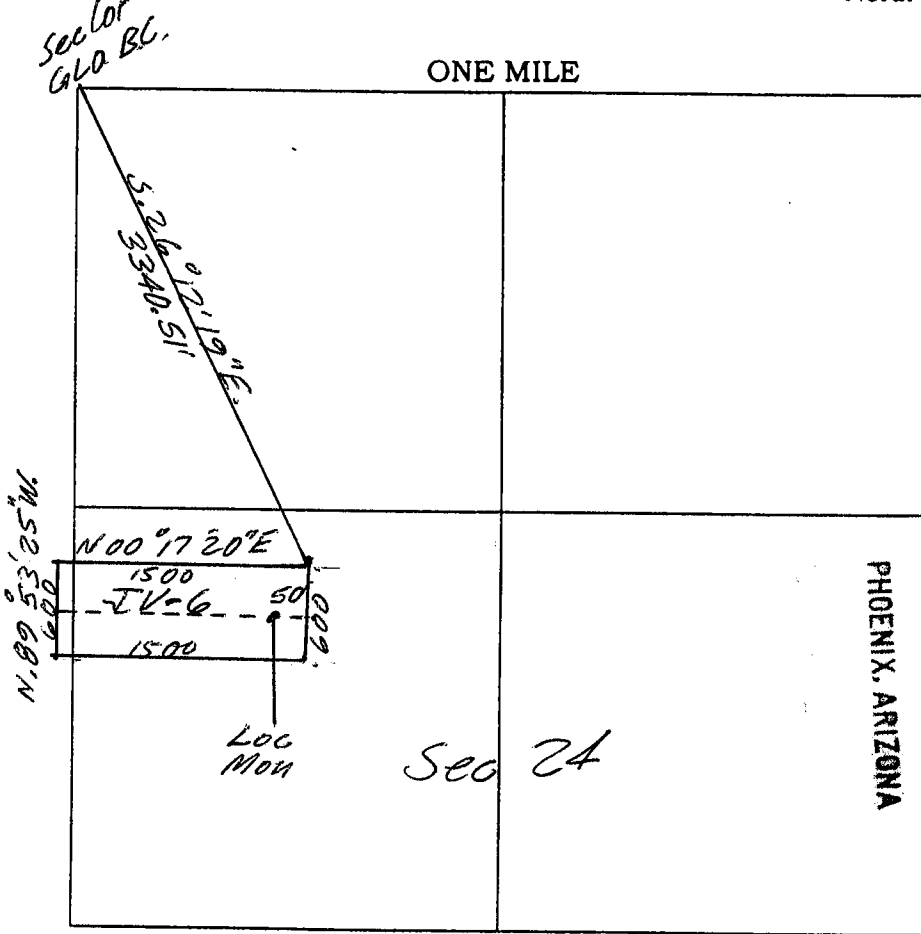 Sec Cor
GLO B.C.
ONE MILE
S.26°12'19"E.
3340.51'
N.89°53'25"W.
600
N00°17'20"E
1500
IV-6
50'
600
1500
Loc
Mon
Sec 24
PHOENIX, ARIZONA